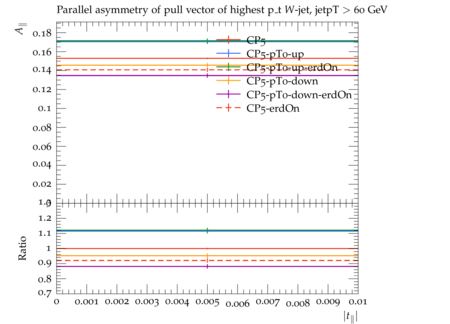 Parallel asymmetry of pull vector of highest p.t W-jet, jetpT > 60 GeV
A∥
0.18
0.16
0.14
0.12
0.1
0.08
0.06
0.04
0.02
0
CP5
CP5-pTo-up
CP5-pTo-up-erdOn
CP5-pTo-down
CP5-pTo-down-erdOn
CP5-erdOn
Ratio
1.3
1.2
1.1
1
0.9
0.8
0.7
0 0.001 0.002 0.003 0.004 0.005 0.006 0.007 0.008 0.009 0.01
|t∥|